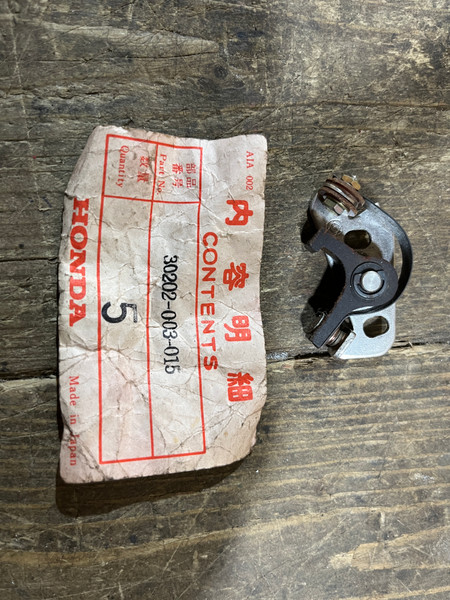 A1A 002
内容明細
CONTENTS
部品番号
Part No.
30202-003-015
数量
Quantity
5
HONDA
Made in Japan